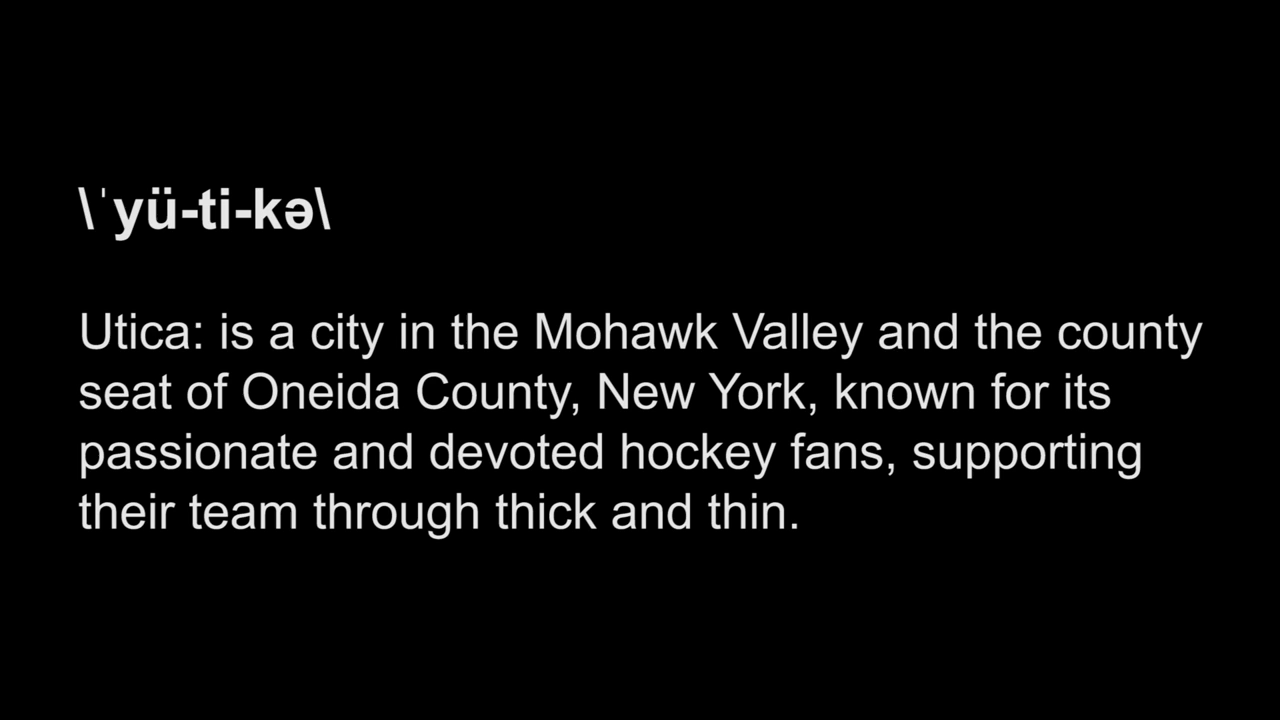 \ˈyü-ti-kə\
Utica: is a city in the Mohawk Valley and the county
seat of Oneida County, New York, known for its
passionate and devoted hockey fans, supporting
their team through thick and thin.